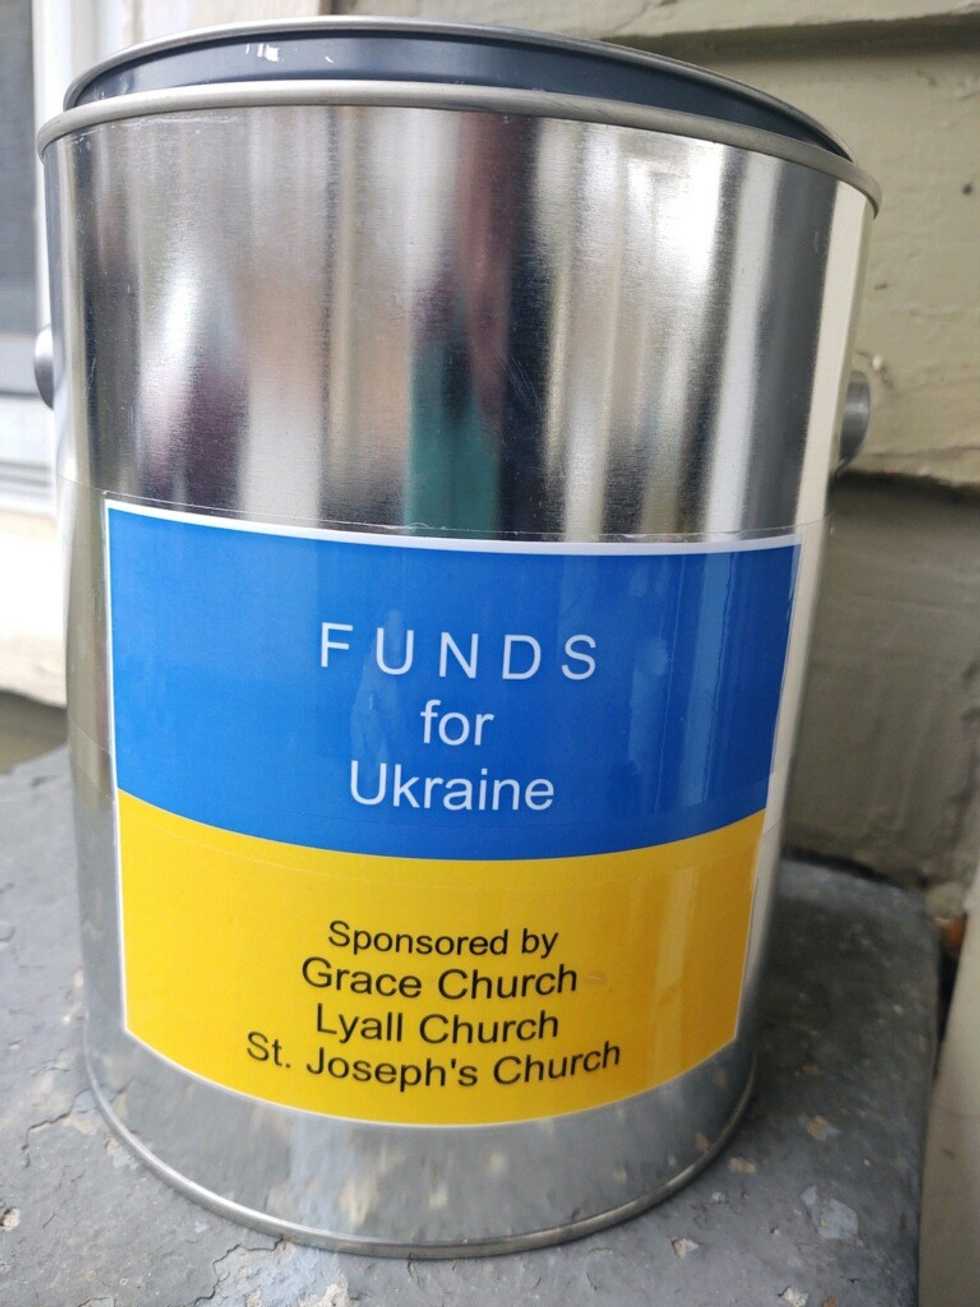 FUNDS
for
Ukraine
Sponsored by
Grace Church
Lyall Church
St. Joseph's Church